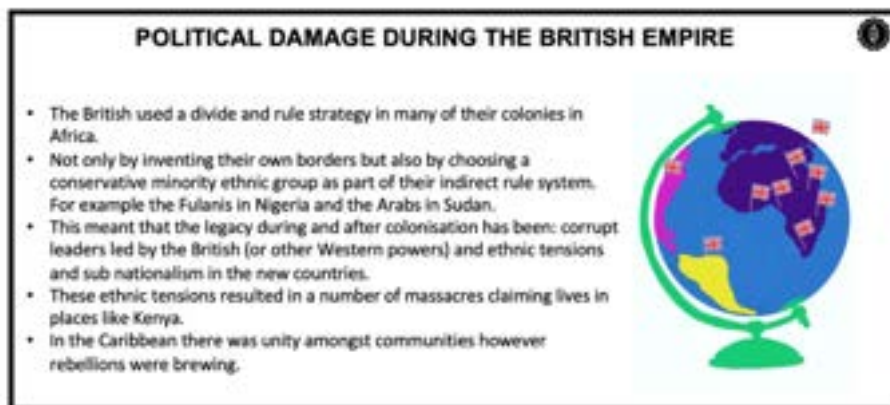 POLITICAL DAMAGE DURING THE BRITISH EMPIRE
• The British used a divide and rule strategy in many of their colonies in
Africa.
• Not only by inventing their own borders but also by choosing a
conservative minority ethnic group as part of their indirect rule system.
For example the Fulanis in Nigeria and the Arabs in Sudan.
• This meant that the legacy during and after colonisation has been: corrupt
leaders led by the British (or other Western powers) and ethnic tensions
and sub nationalism in the new countries.
• These ethnic tensions resulted in a number of massacres claiming lives in
places like Kenya.
• In the Caribbean there was unity amongst communities however
rebellions were brewing.